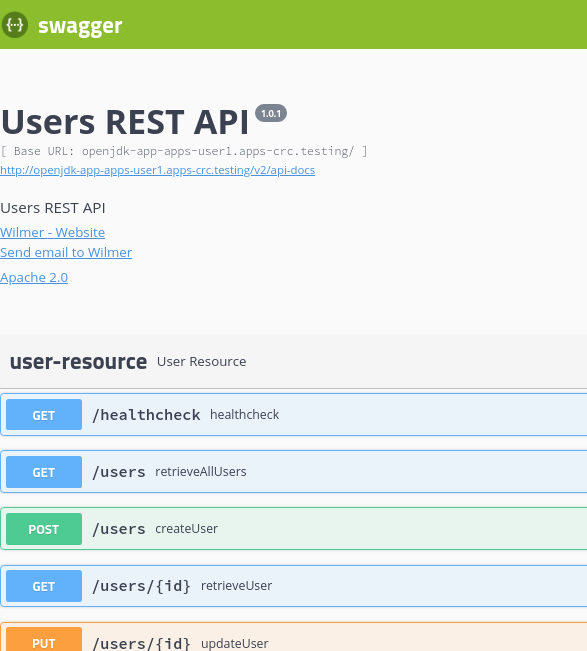 {···} swagger
Users REST API 1.0.1
[ Base URL: openjdk-app-apps-user1.apps-crc.testing/ ]
http://openjdk-app-apps-user1.apps-crc.testing/v2/api-docs
Users REST API
Wilmer - Website
Send email to Wilmer
Apache 2.0
user-resource User Resource
GET /healthcheck healthcheck
GET /users retrieveAllUsers
POST /users createUser
GET /users/{id} retrieveUser
PUT /users/{id} updateUser